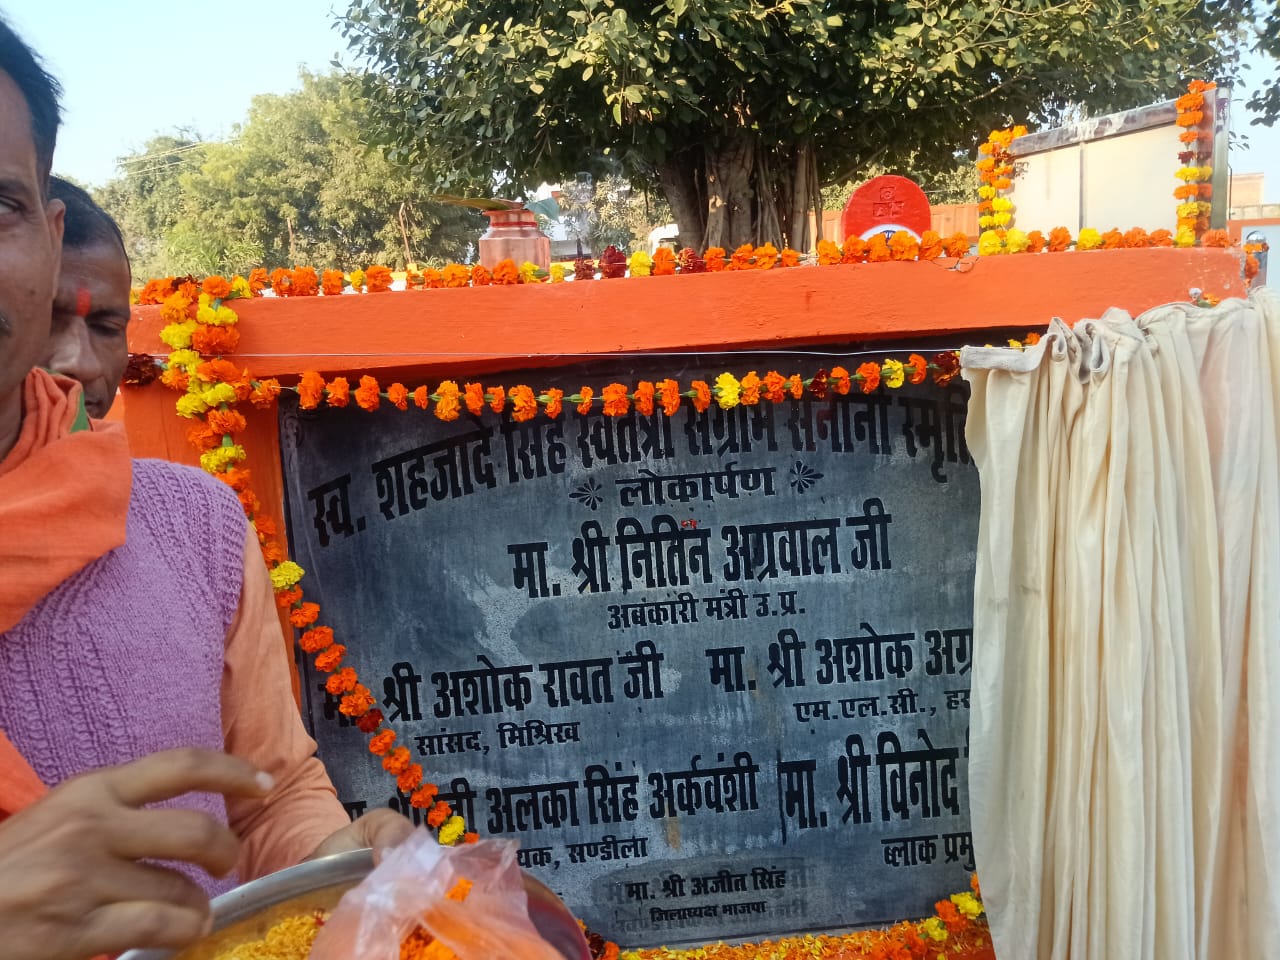 स्व. शहजादे सिंह स्वतंत्रा संग्राम सेनानी स्मृति
लोकार्पण
मा. श्री नितिन अग्रवाल जी
अबकारी मंत्री उ.प्र.
मा. श्री अशोक रावत जी
सांसद, मिश्रिख
मा. श्री अशोक अग्र
एम.एल.सी., हर
अलका सिंह अर्कवंशी
यक, सण्डीला
मा. श्री विनोद
ब्लाक प्रमु
मा. श्री अजीत सिंह
जिलाध्यक्ष भाजपा